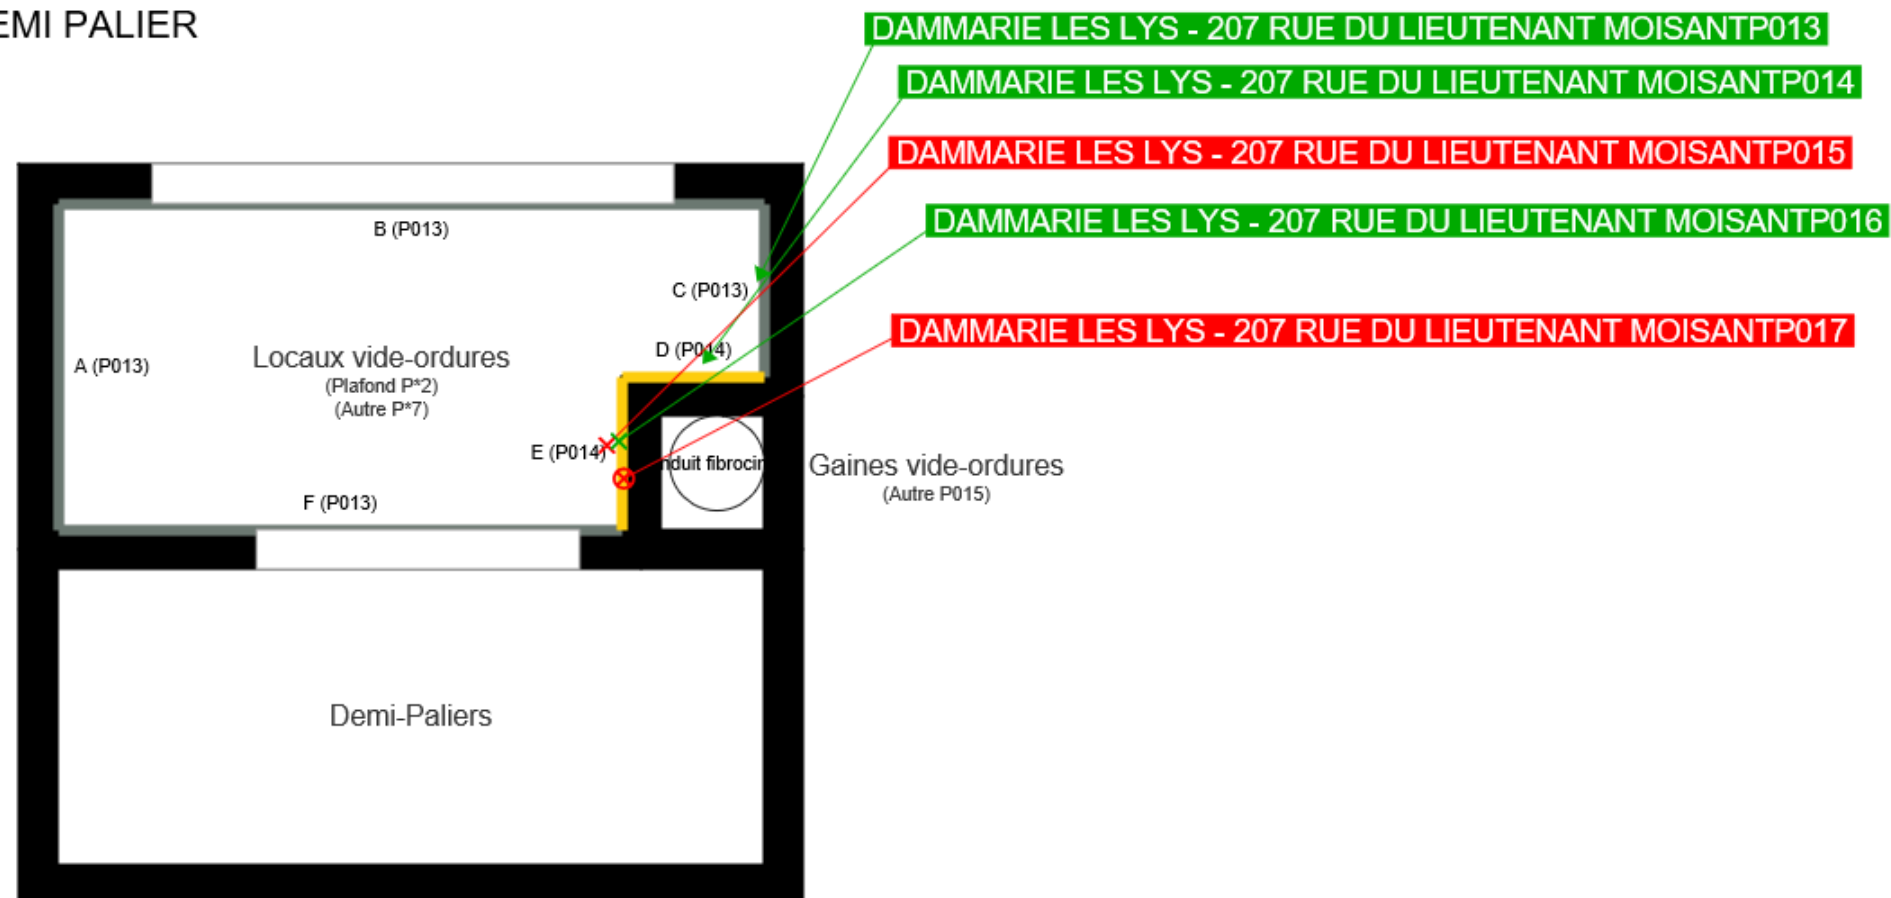 EMI PALIER
DAMMARIE LES LYS - 207 RUE DU LIEUTENANT MOISANTP013
DAMMARIE LES LYS - 207 RUE DU LIEUTENANT MOISANTP014
DAMMARIE LES LYS - 207 RUE DU LIEUTENANT MOISANTP015
DAMMARIE LES LYS - 207 RUE DU LIEUTENANT MOISANTP016
DAMMARIE LES LYS - 207 RUE DU LIEUTENANT MOISANTP017
B (P013)
C (P013)
D (P014)
A (P013)
Locaux vide-ordures
(Plafond P*2)
(Autre P*7)
E (P014)
nduit fibrocin
Gaines vide-ordures
(Autre P015)
F (P013)
Demi-Paliers